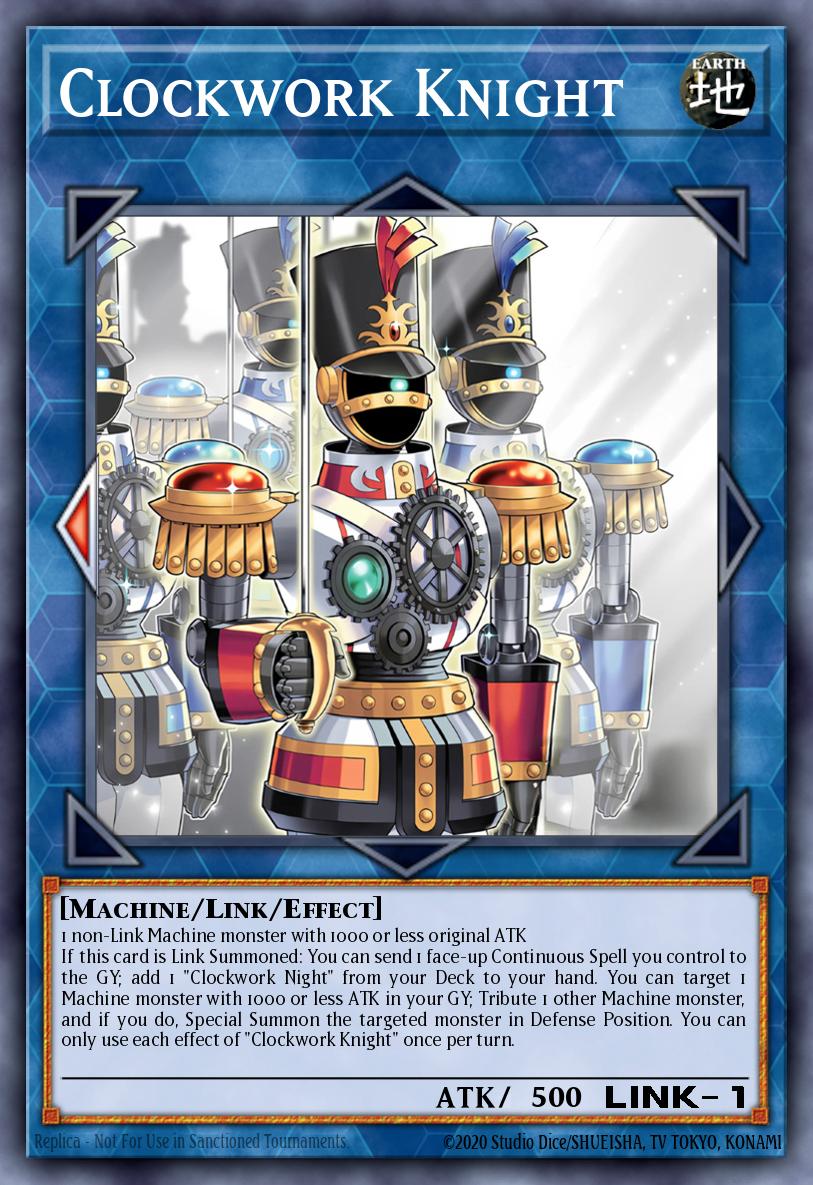 Clockwork Knight
EARTH
地
[Machine/Link/Effect]
1 non-Link Machine monster with 1000 or less original ATK
If this card is Link Summoned: You can send 1 face-up Continuous Spell you control to
the GY; add 1 "Clockwork Night" from your Deck to your hand. You can target 1
Machine monster with 1000 or less ATK in your GY; Tribute 1 other Machine monster,
and if you do, Special Summon the targeted monster in Defense Position. You can
only use each effect of "Clockwork Knight" once per turn.
ATK/ 500 LINK-1
Replica - Not For Use in Sanctioned Tournaments. ©2020 Studio Dice/SHUEISHA, TV TOKYO, KONAMI